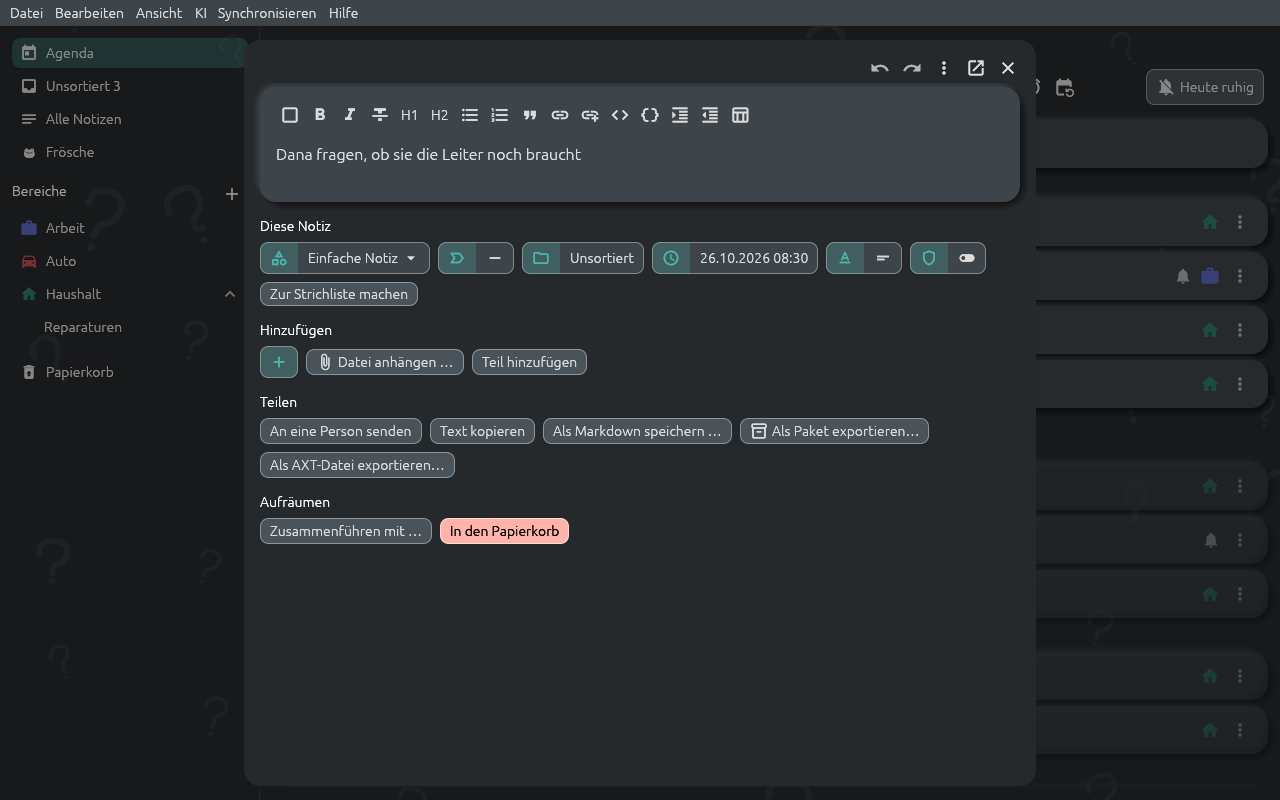 Datei Bearbeiten Ansicht KI Synchronisieren Hilfe
Agenda
Unsortiert 3
Alle Notizen
Frösche
Bereiche
Arbeit
Auto
Haushalt
Reparaturen
Papierkorb
Heute ruhig
H1 H2
Dana fragen, ob sie die Leiter noch braucht
Diese Notiz
Einfache Notiz Unsortiert 26.10.2026 08:30
Zur Strichliste machen
Hinzufügen
Datei anhängen … Teil hinzufügen
Teilen
An eine Person senden Text kopieren Als Markdown speichern … Als Paket exportieren…
Als AXT-Datei exportieren…
Aufräumen
Zusammenführen mit … In den Papierkorb